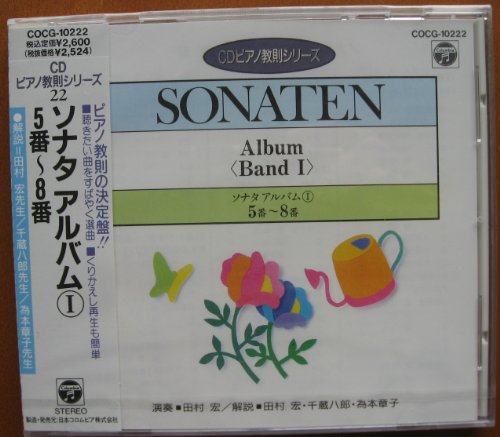 COCG-10222
税込定価¥2,600
(税抜価格¥2,524)
CD
ピアノ教則シリーズ
22
ソナタ アルバム①
5番〜8番
ピアノ教則の決定盤!!
■聴きたい曲をすばやく選曲 ■くりかえし再生も簡単
●解説=田村 宏先生/千蔵八郎先生/為本章子先生
STEREO
製造・発売元 日本コロムビア株式会社
COCG-10222
CDピアノ教則シリーズ
SONATEN
Album
〈Band I〉
ソナタ アルバム①
5番〜8番
演奏■田村 宏/解説■田村 宏・千蔵八郎・為本章子